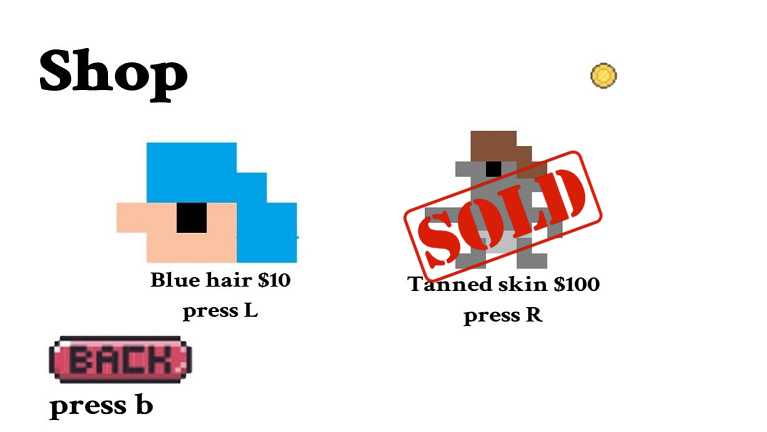 Shop
SOLD
Blue hair $10
press L
Tanned skin $100
press R
BACK
press b